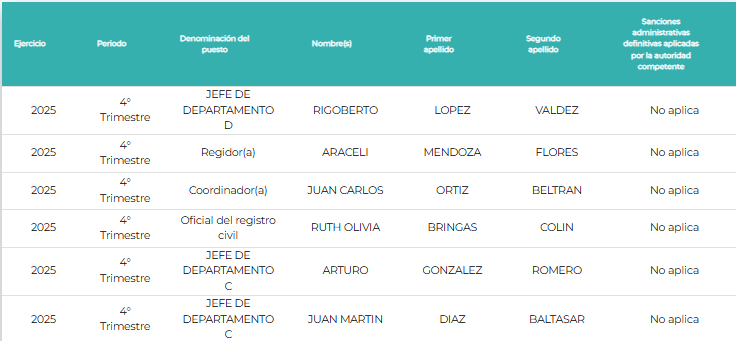 Ejercicio Periodo Denominación del puesto Nombre(s) Primer apellido Segundo apellido Sanciones administrativas definitivas aplicadas por la autoridad competente
2025 4° Trimestre JEFE DE DEPARTAMENTO D RIGOBERTO LOPEZ VALDEZ No aplica
2025 4° Trimestre Regidor(a) ARACELI MENDOZA FLORES No aplica
2025 4° Trimestre Coordinador(a) JUAN CARLOS ORTIZ BELTRAN No aplica
2025 4° Trimestre Oficial del registro civil RUTH OLIVIA BRINGAS COLIN No aplica
2025 4° Trimestre JEFE DE DEPARTAMENTO C ARTURO GONZALEZ ROMERO No aplica
2025 4° Trimestre JEFE DE DEPARTAMENTO C JUAN MARTIN DIAZ BALTASAR No aplica